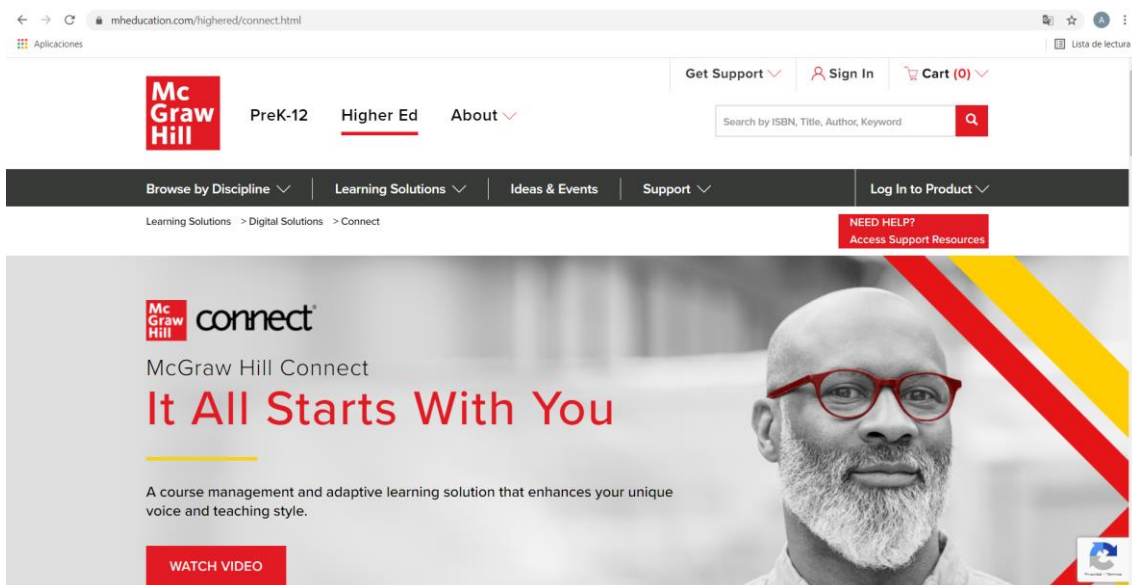 mheducation.com/highered/connect.html
A
Aplicaciones
Lista de lectura
Get Support
Sign In
Cart (0)
Mc
Graw
Hill
PreK-12
Higher Ed
About
Search by ISBN, Title, Author, Keyword
Browse by Discipline
Learning Solutions
Ideas & Events
Support
Log In to Product
Learning Solutions > Digital Solutions > Connect
NEED HELP?
Access Support Resources
Mc
Graw
Hill
connect®
McGraw Hill Connect
It All Starts With You
A course management and adaptive learning solution that enhances your unique
voice and teaching style.
WATCH VIDEO